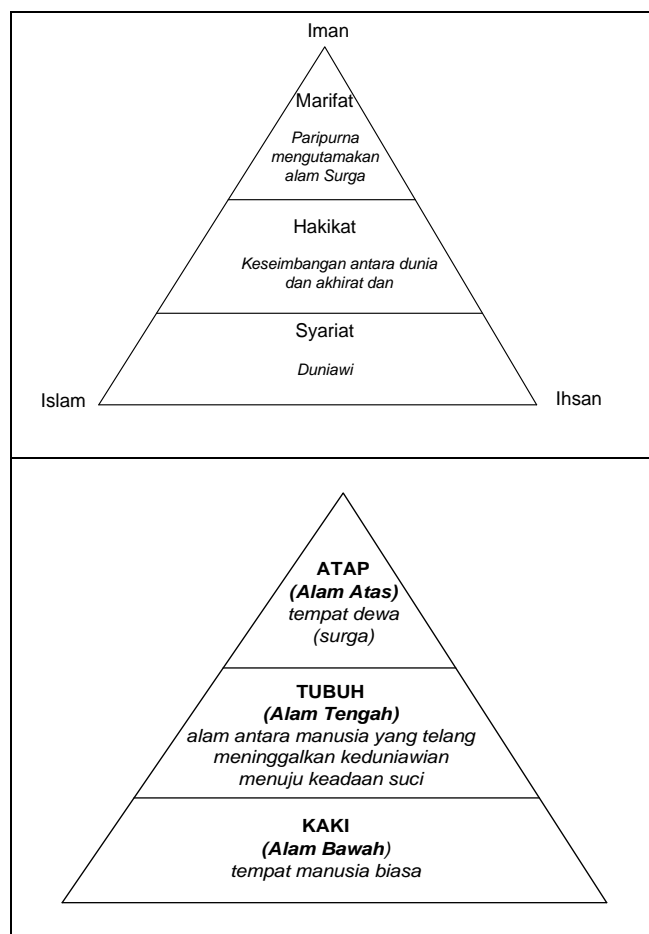 Iman
Marifat
Paripurna
mengutamakan
alam Surga
Hakikat
Keseimbangan antara dunia
dan akhirat dan
Syariat
Duniawi
Islam
Ihsan
ATAP
(Alam Atas)
tempat dewa
(surga)
TUBUH
(Alam Tengah)
alam antara manusia yang telang
meninggalkan keduniawian
menuju keadaan suci
KAKI
(Alam Bawah)
tempat manusia biasa